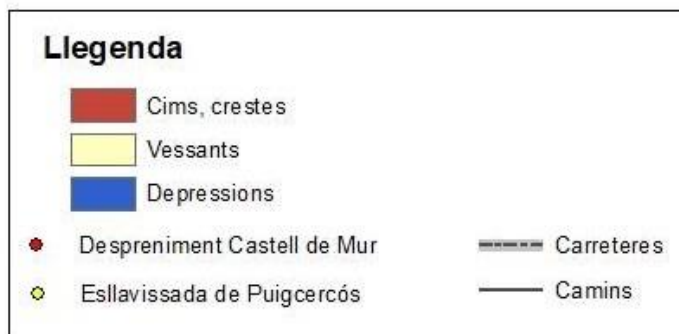 Llegenda
Cims, crestes
Vessants
Depressions
Despreniment Castell de Mur
Carreteres
Esllavissada de Puigcercós
Camins